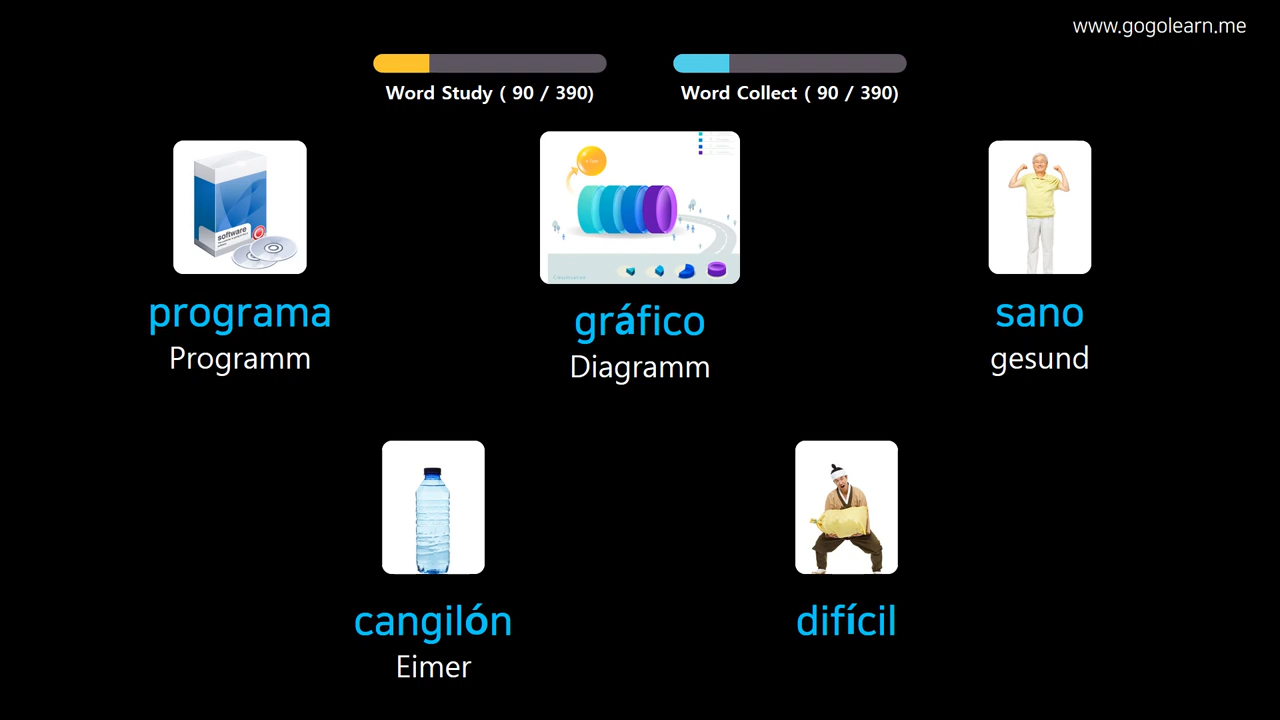 www.gogolearn.me
Word Study ( 90 / 390)
Word Collect ( 90 / 390)
software
programa
Programm
gráfico
Diagramm
sano
gesund
cangilón
Eimer
difícil